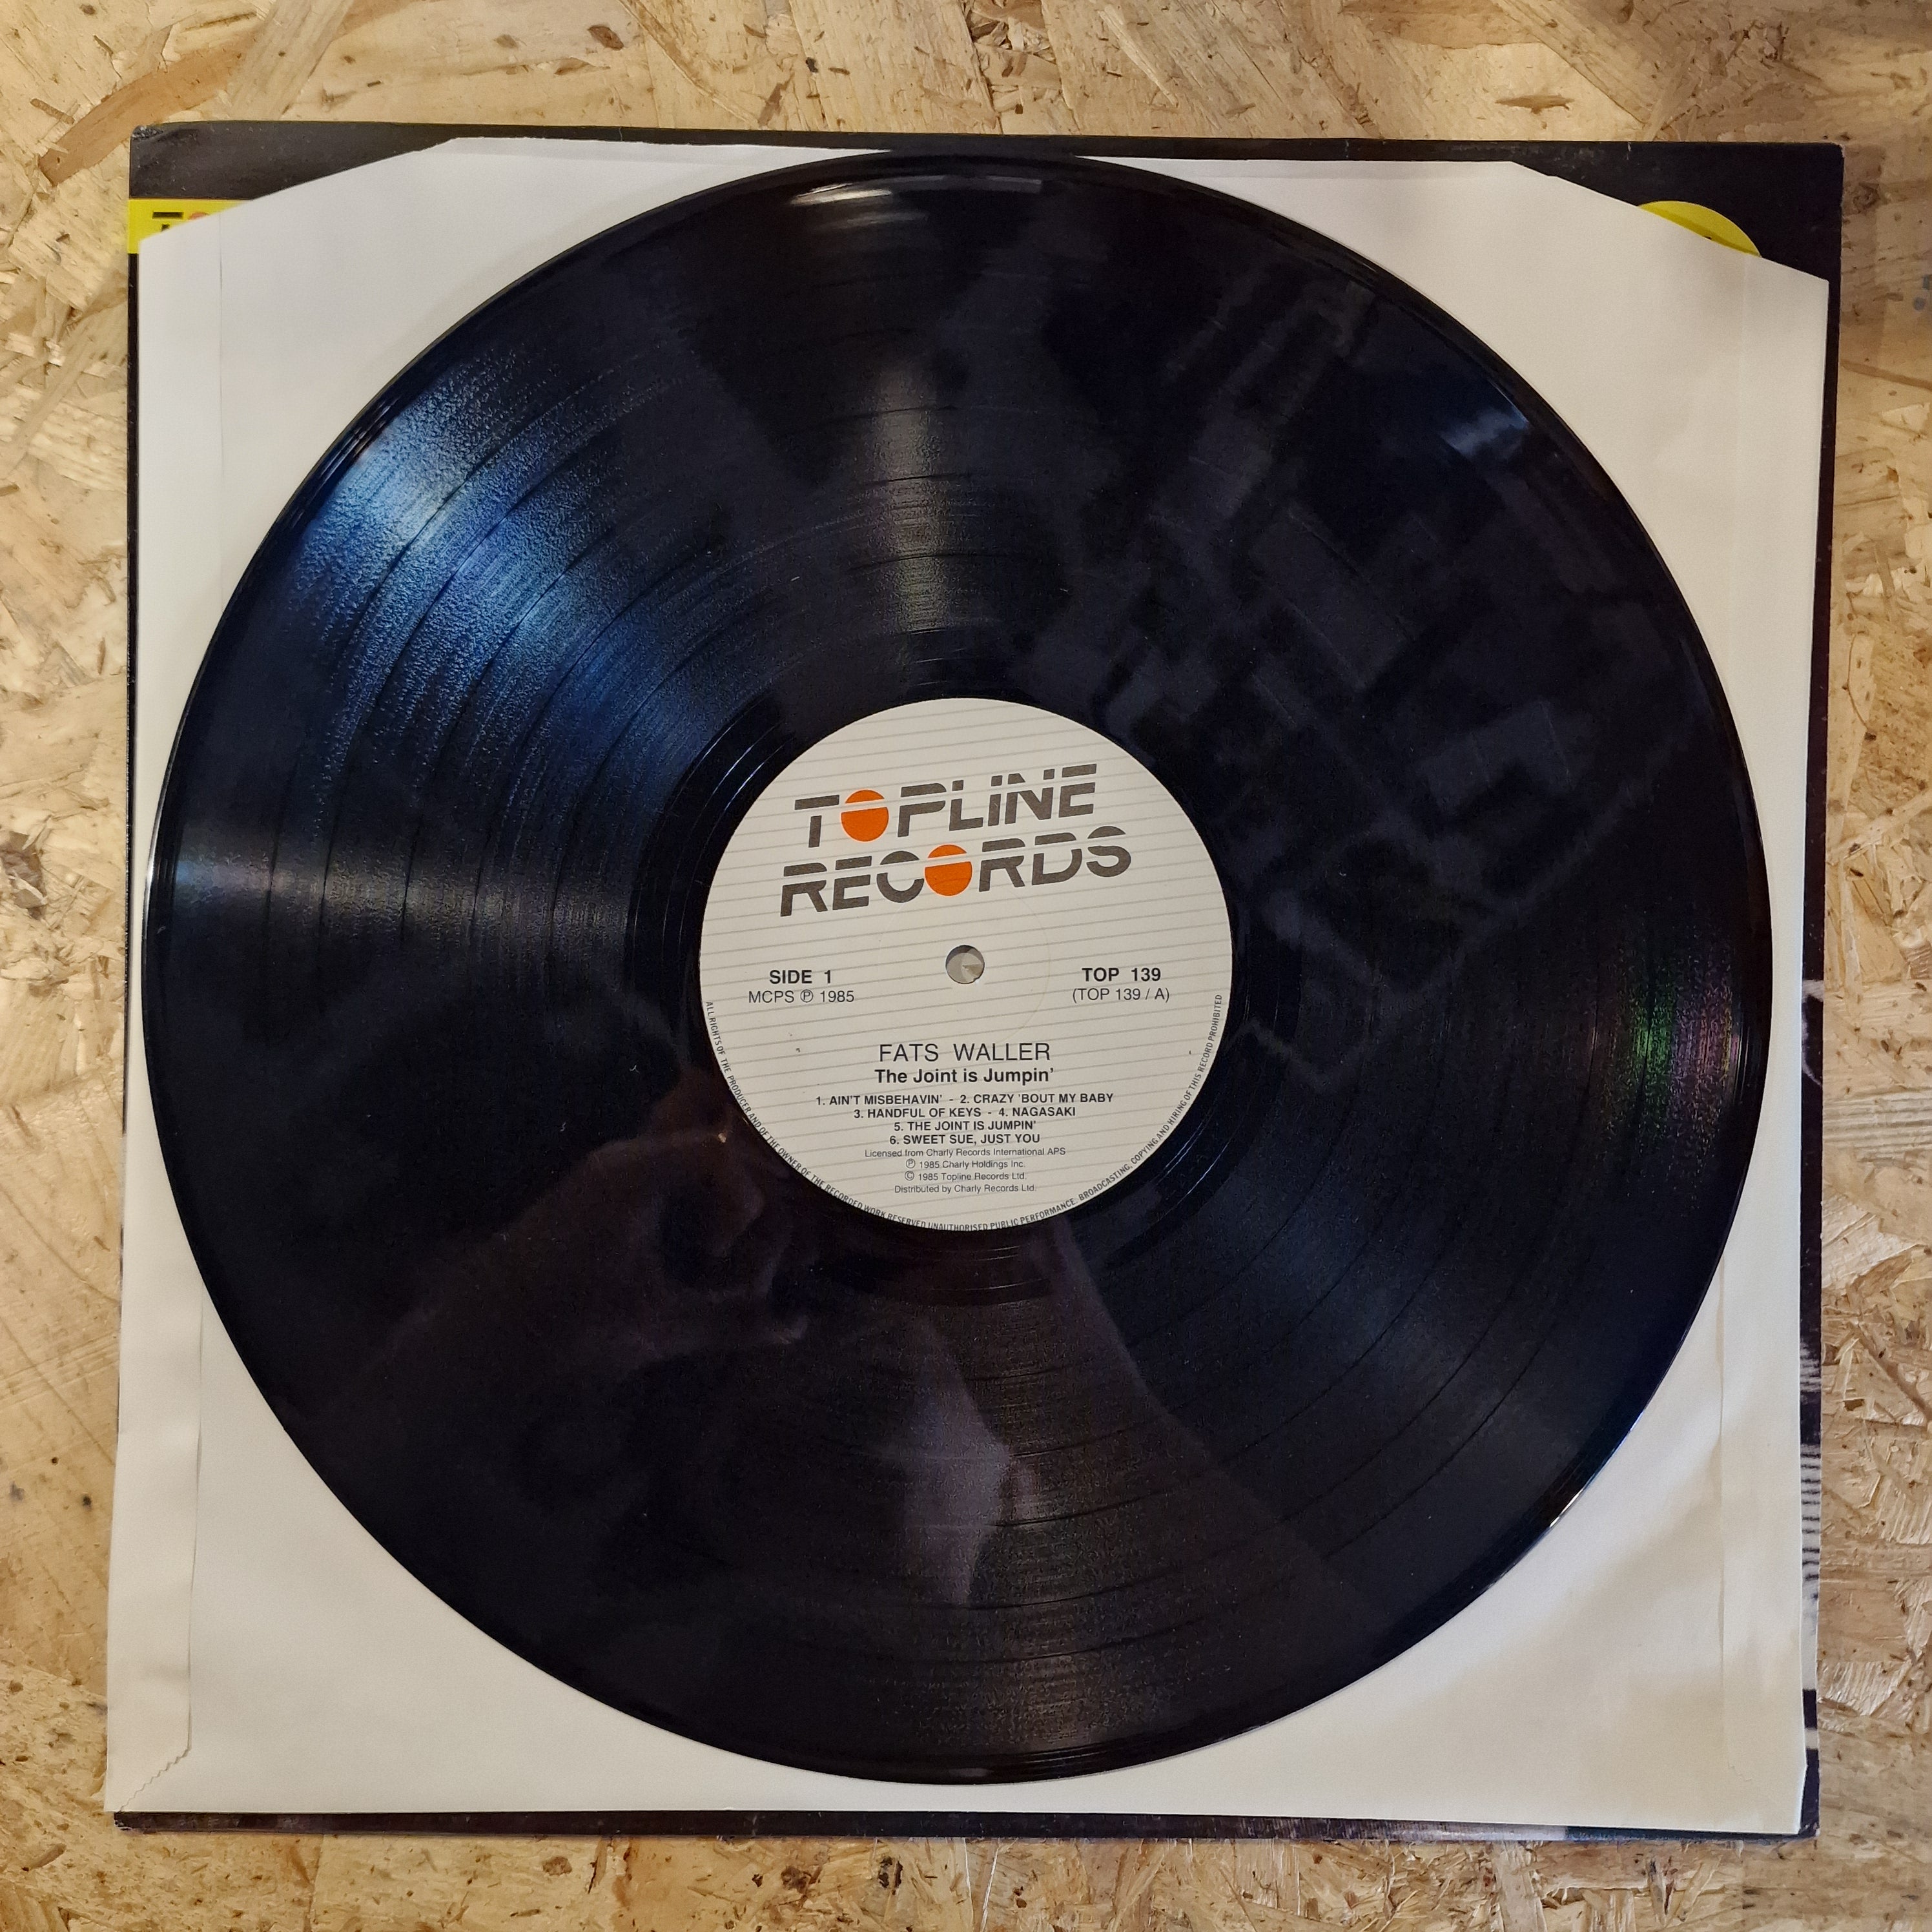 TOPLINE
RECORDS
SIDE 1
MCPS ℗ 1985
TOP 139
(TOP 139 / A)
FATS WALLER
The Joint is Jumpin'
1. AIN'T MISBEHAVIN' - 2. CRAZY 'BOUT MY BABY
3. HANDFUL OF KEYS - 4. NAGASAKI
5. THE JOINT IS JUMPIN'
6. SWEET SUE, JUST YOU
Licensed from Charly Records International APS
℗ 1985 Charly Holdings Inc.
© 1985 Topline Records Ltd.
Distributed by Charly Records Ltd.
ALL RIGHTS OF THE PRODUCER AND OF THE OWNER OF THE RECORDED WORK RESERVED UNAUTHORISED PUBLIC PERFORMANCE, BROADCASTING, COPYING AND HIRING OF THIS RECORD PROHIBITED